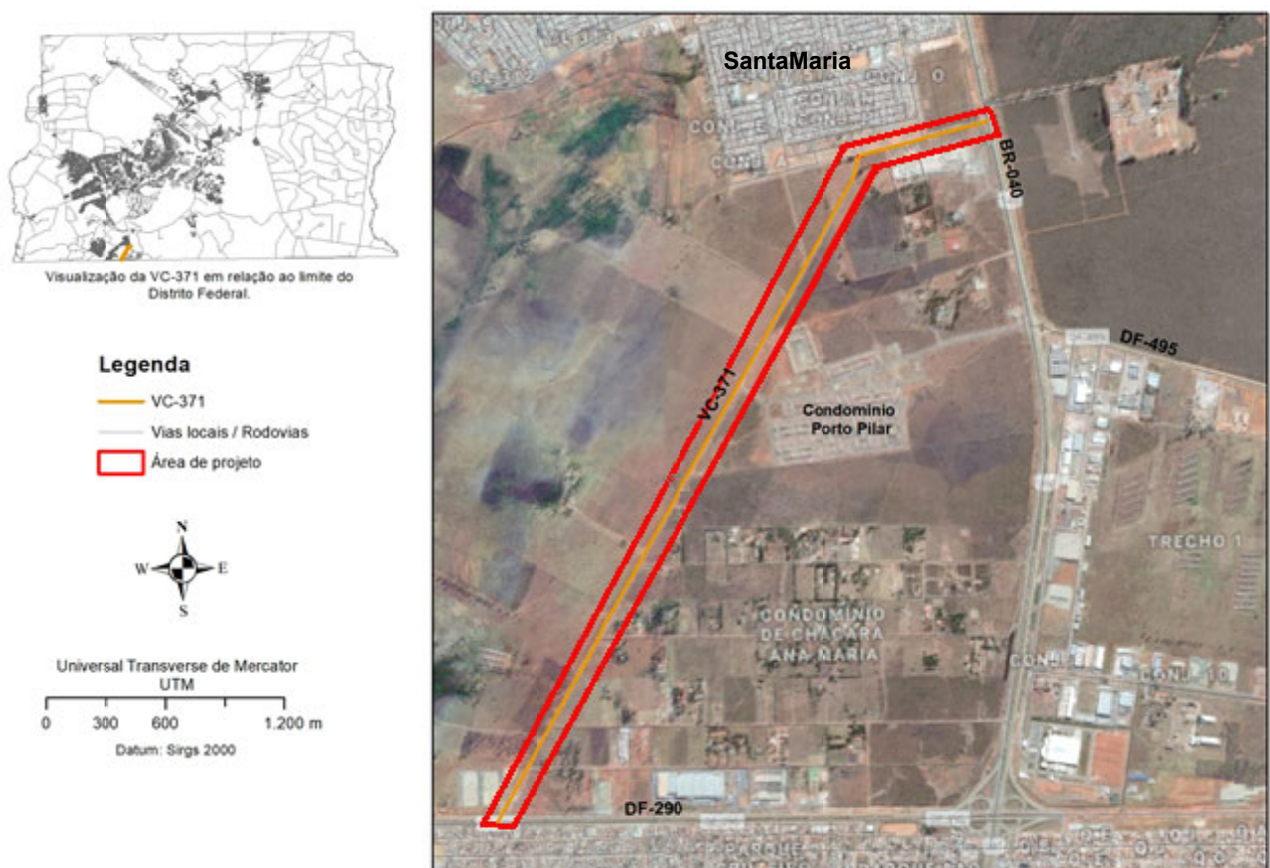 Visualização da VC-371 em relação ao limite do
Distrito Federal.
Legenda
VC-371
Vias locais / Rodovias
Área de projeto
N
W
E
S
Universal Transverse de Mercator
UTM
0 300 600 1.200 m
Datum: Sirgs 2000
SantaMaria
CONJ O
BR-040
DF-495
VC-371
Condomínio
Porto Pilar
TRECHO 1
CONDOMÍNIO
DE CHÁCARA
ANA MARIA
CONJ 10
DF-290
PARQUE